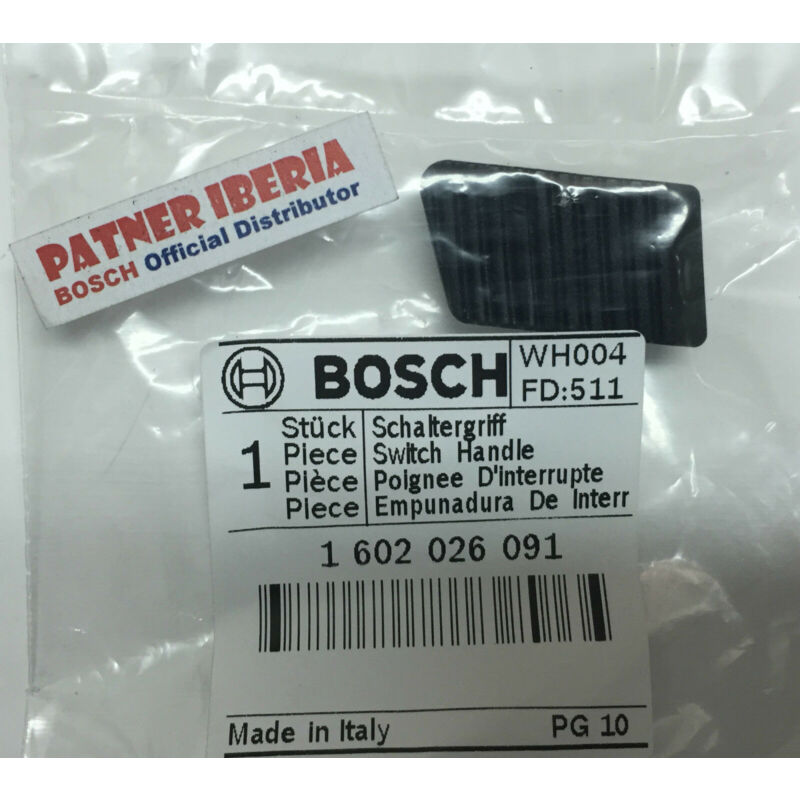 PATNER IBERIA
BOSCH Official Distributor
BOSCH
WH004
FD:511
1
Stück
Piece
Pièce
Piece
Schaltergriff
Switch Handle
Poignee D'interrupte
Empunadura De Interr
1 602 026 091
Made in Italy
PG 10